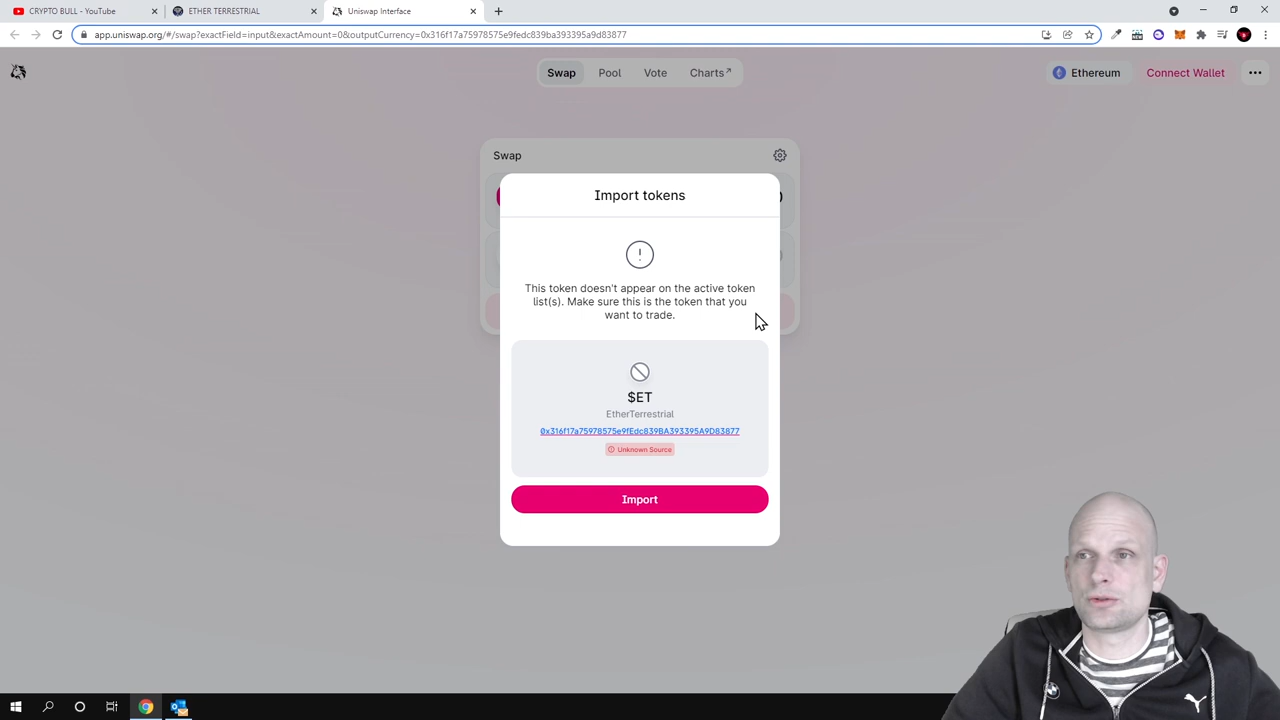 CRYPTO BULL - YouTube
ETHER TERRESTRIAL
Uniswap Interface
app.uniswap.org/#/swap?exactField=input&exactAmount=0&outputCurrency=0x316f17a75978575e9fedc839ba393395a9d83877
Swap
Pool
Vote
Charts↗
Ethereum
Connect Wallet
Swap
Import tokens
This token doesn't appear on the active token
list(s). Make sure this is the token that you
want to trade.
$ET
EtherTerrestrial
0x316f17a75978575e9fEdc839BA393395A9D83877
Unknown Source
Import